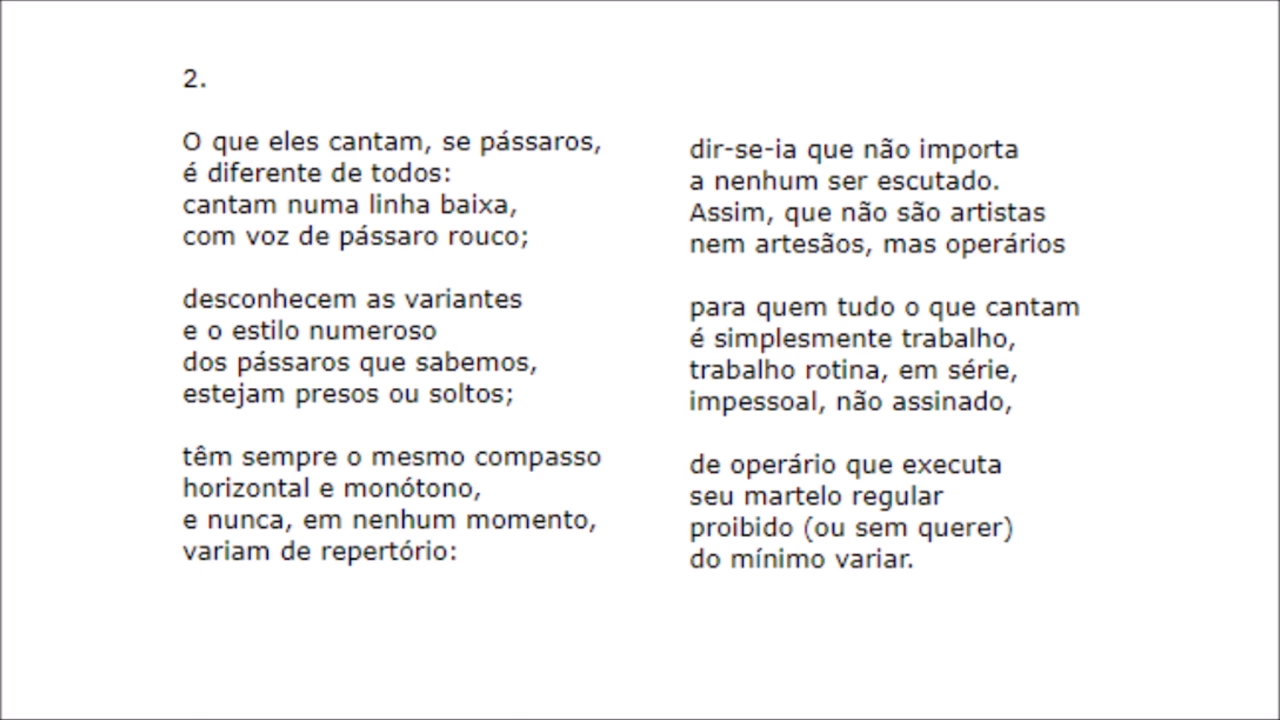 2.
O que eles cantam, se pássaros,
é diferente de todos:
cantam numa linha baixa,
com voz de pássaro rouco;
desconhecem as variantes
e o estilo numeroso
dos pássaros que sabemos,
estejam presos ou soltos;
têm sempre o mesmo compasso
horizontal e monótono,
e nunca, em nenhum momento,
variam de repertório:
dir-se-ia que não importa
a nenhum ser escutado.
Assim, que não são artistas
nem artesãos, mas operários
para quem tudo o que cantam
é simplesmente trabalho,
trabalho rotina, em série,
impessoal, não assinado,
de operário que executa
seu martelo regular
proibido (ou sem querer)
do mínimo variar.